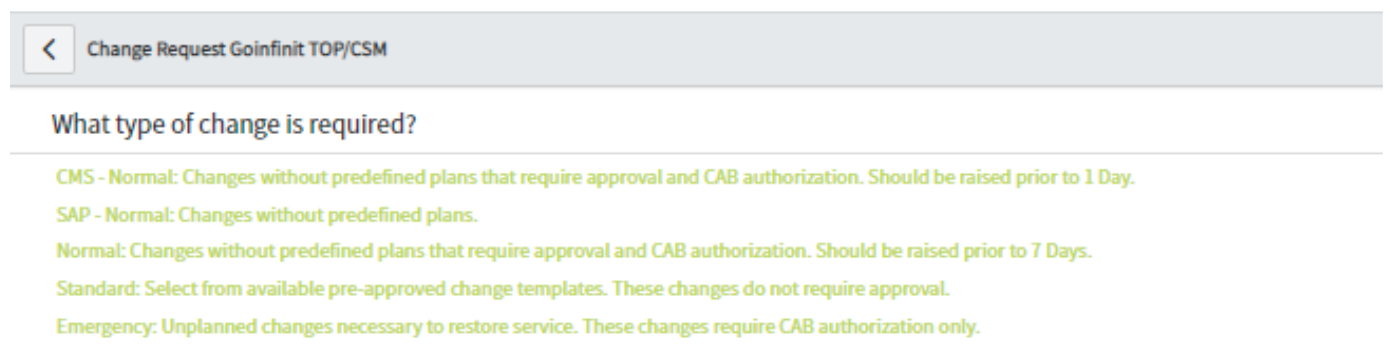 Change Request Goinfinit TOP/CSM
What type of change is required?
CMS - Normal: Changes without predefined plans that require approval and CAB authorization. Should be raised prior to 1 Day.
SAP - Normal: Changes without predefined plans.
Normal: Changes without predefined plans that require approval and CAB authorization. Should be raised prior to 7 Days.
Standard: Select from available pre-approved change templates. These changes do not require approval.
Emergency: Unplanned changes necessary to restore service. These changes require CAB authorization only.